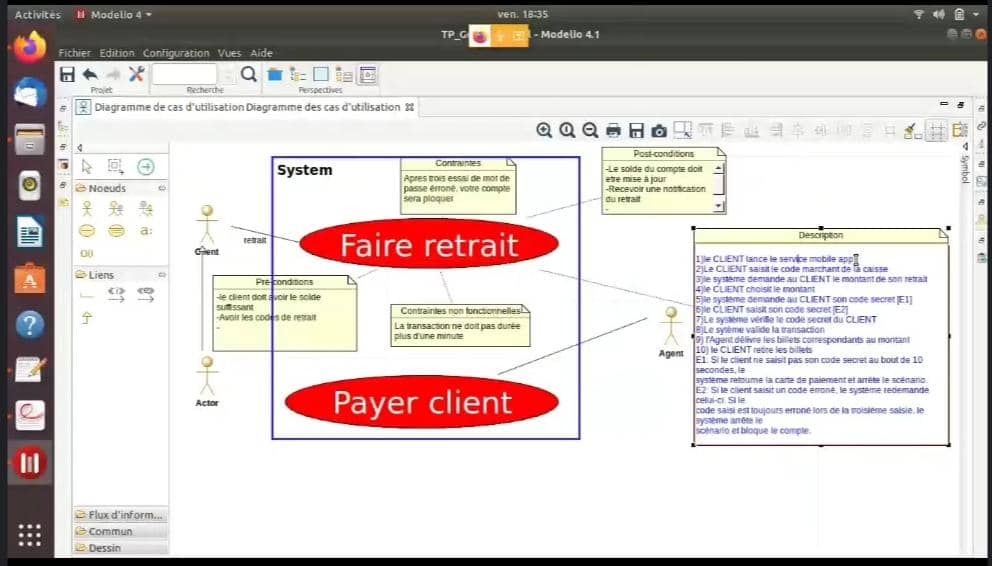 Activités
Modelio 4
ven. 18:35
- Modelio 4.1
Fichier Edition Configuration Vues Aide
Projet
Recherche
Perspectives
Diagramme de cas d'utilisation Diagramme des cas d'utilisation
Noeuds
a:
Liens
Flux d'inform...
Commun
Dessin
Symbol
System
Contraintes
Apres trois essai de mot de
passe érroné, votre compte
sera ploquer
Post-conditions
-Le solde du compte doit
etre mise à jour
-Recevoir une notification
du retrait
-
retrait
Client
Faire retrait
Pré-conditions
-le client doit avoir le solde
suffissant
-Avoir les codes de retrait
-
Contraintes non fonctionnelles
La transaction ne doit pas durée
plus d'une minute
Actor
Payer client
Agent
Description
1)le CLIENT lance le service mobile app
2)Le CLIENT saisit le code marchant de la caisse
3)le système demande au CLIENT le montant de son retrait
4)le CLIENT choisit le montant
5)le système demande au CLIENT son code secret [E1]
6)le CLIENT saisit son code secret [E2]
7)Le système vérifie le code secret du CLIENT
8)Le sytème valide la transaction
9) l'Agent délivre les billets correspondants au montant
10) le CLIENT retire les billets
E1: Si le client ne saisit pas son code secret au bout de 10
secondes, le
système retourne la carte de paiement et arrête le scénario.
E2: Si le client saisit un code erroné, le système redemande
celui-ci. Si le
code saisi est toujours erroné lors de la troisième saisie, le
système arrête le
scénario et bloque le compte.